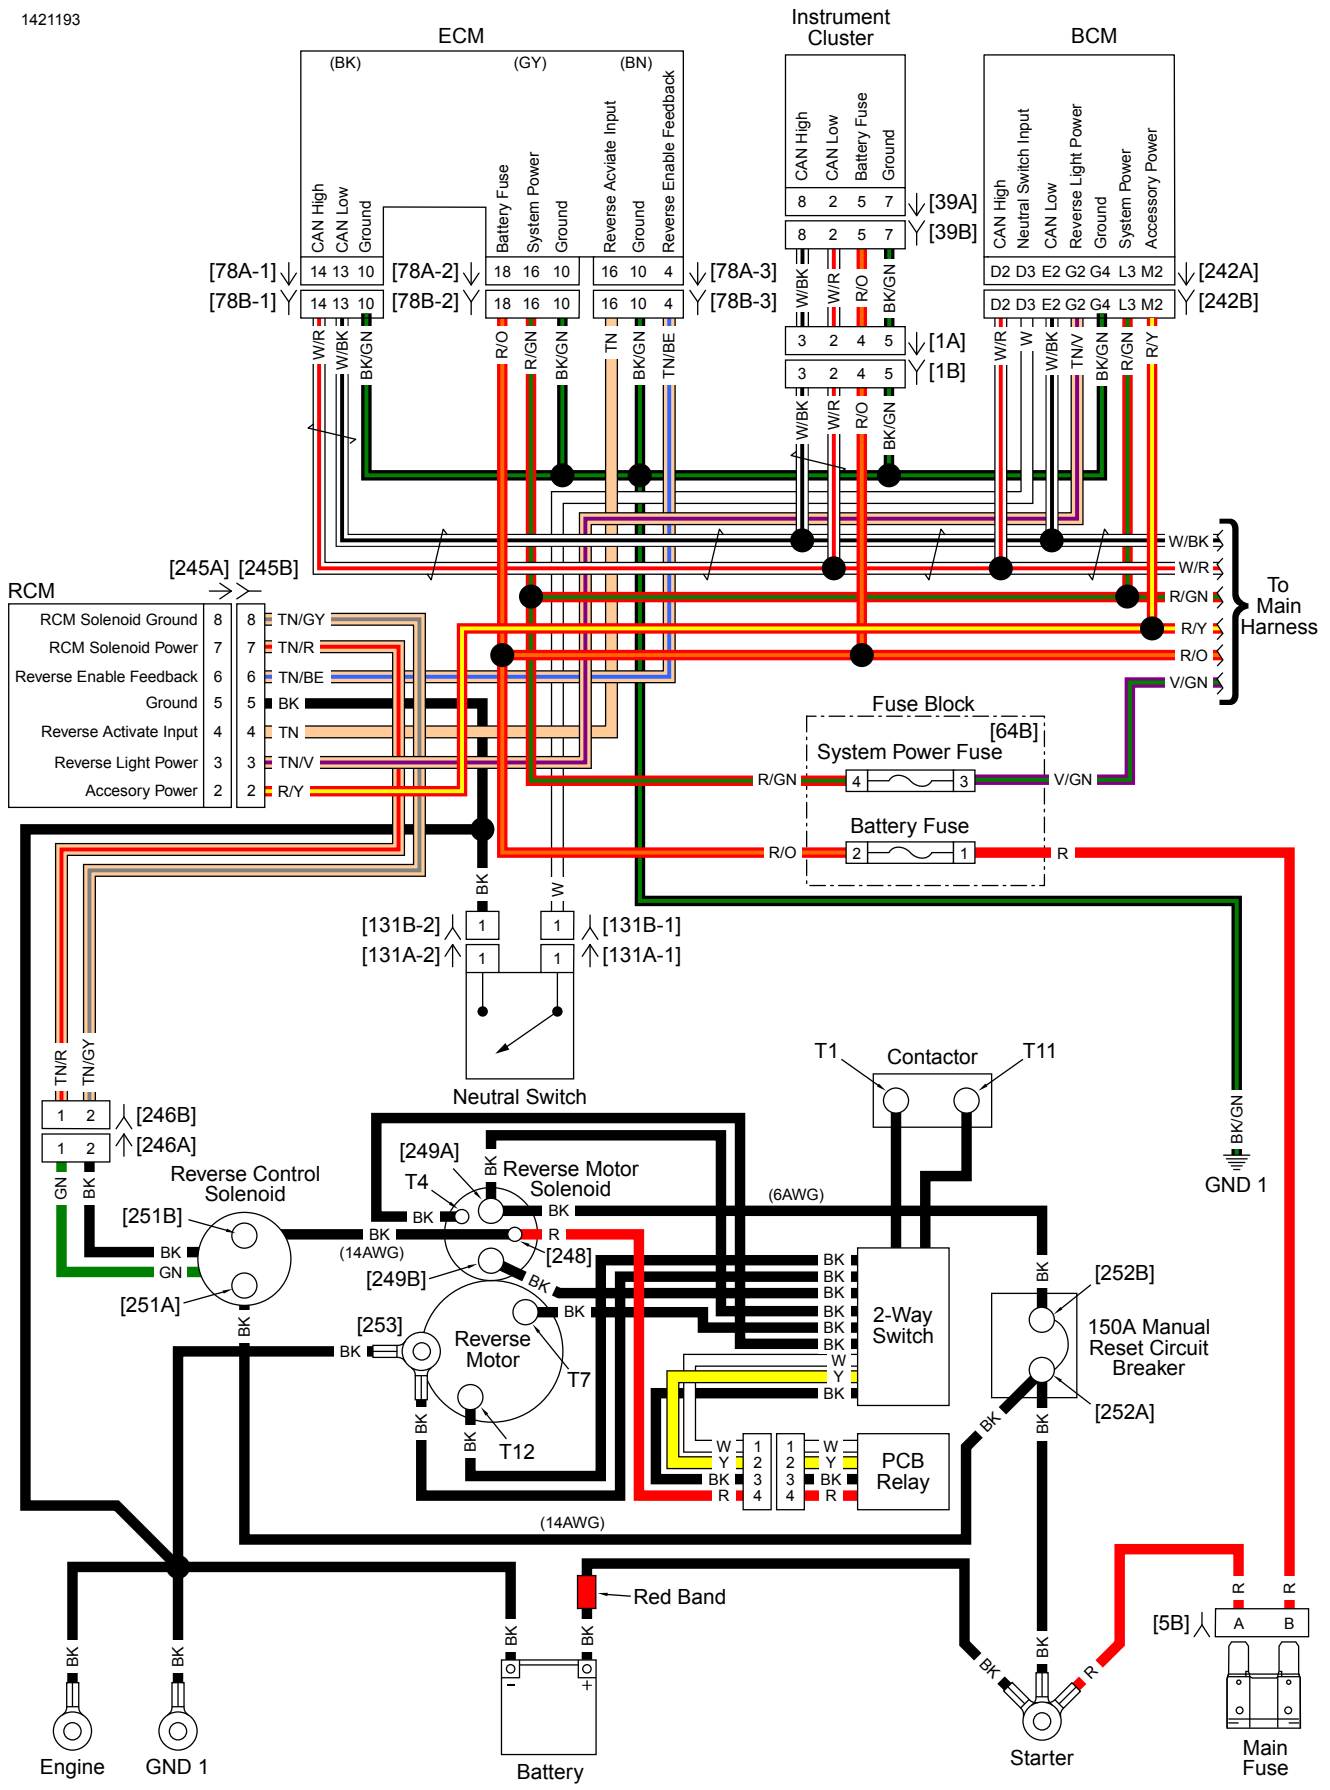 1421193
ECM
Instrument
Cluster
BCM
(BK)
(GY)
(BN)
CAN High
CAN Low
Ground
Battery Fuse
System Power
Ground
Reverse Acviate Input
Ground
Reverse Enable Feedback
CAN High
CAN Low
Battery Fuse
Ground
CAN High
Neutral Switch Input
CAN Low
Reverse Light Power
Ground
System Power
Accessory Power
8 2 5 7 [39A]
8 2 5 7 [39B]
[78A-1] 14 13 10 [78A-2] 18 16 10 16 10 4 [78A-3]
[78B-1] 14 13 10 [78B-2] 18 16 10 16 10 4 [78B-3]
D2 D3 E2 G2 G4 L3 M2 [242A]
D2 D3 E2 G2 G4 L3 M2 [242B]
W/R W/BK BK/GN R/O R/GN BK/GN TN BK/GN TN/BE
W/BK W/R R/O BK/GN
W/R W W/BK TN/V BK/GN R/GN R/Y
3 2 4 5 [1A]
3 2 4 5 [1B]
W/BK W/R R/O BK/GN
W/BK
W/R
R/GN
R/Y
R/O
V/GN
To
Main
Harness
[245A] [245B]
RCM
RCM Solenoid Ground 8 8 TN/GY
RCM Solenoid Power 7 7 TN/R
Reverse Enable Feedback 6 6 TN/BE
Ground 5 5 BK
Reverse Activate Input 4 4 TN
Reverse Light Power 3 3 TN/V
Accesory Power 2 2 R/Y
Fuse Block
[64B]
System Power Fuse
R/GN 4 3 V/GN
Battery Fuse
R/O 2 1 R
BK W
[131B-2] 1 1 [131B-1]
[131A-2] 1 1 [131A-1]
Neutral Switch
TN/R TN/GY
1 2 [246B]
1 2 [246A]
GN BK
T1 Contactor T11
BK/GN
GND 1
Reverse Control
Solenoid
[251B]
BK
GN
[251A]
BK
[249A]
T4
BK
Reverse Motor
Solenoid
BK
BK
(6AWG)
BK
(14AWG)
R
[248]
[249B]
BK
[253]
BK
BK
Reverse
Motor
BK
T7
T12
BK
BK
BK
BK
BK
BK
BK
BK
W
Y
BK
2-Way
Switch
BK
[252B]
150A Manual
Reset Circuit
Breaker
[252A]
BK
BK
W 1 1 W
Y 2 2 Y
BK 3 3 BK
R 4 4 R
PCB
Relay
(14AWG)
Red Band
BK
BK
BK
BK
-
+
Battery
BK
BK
R
Starter
R
R
[5B] A B
Main
Fuse
Engine
GND 1